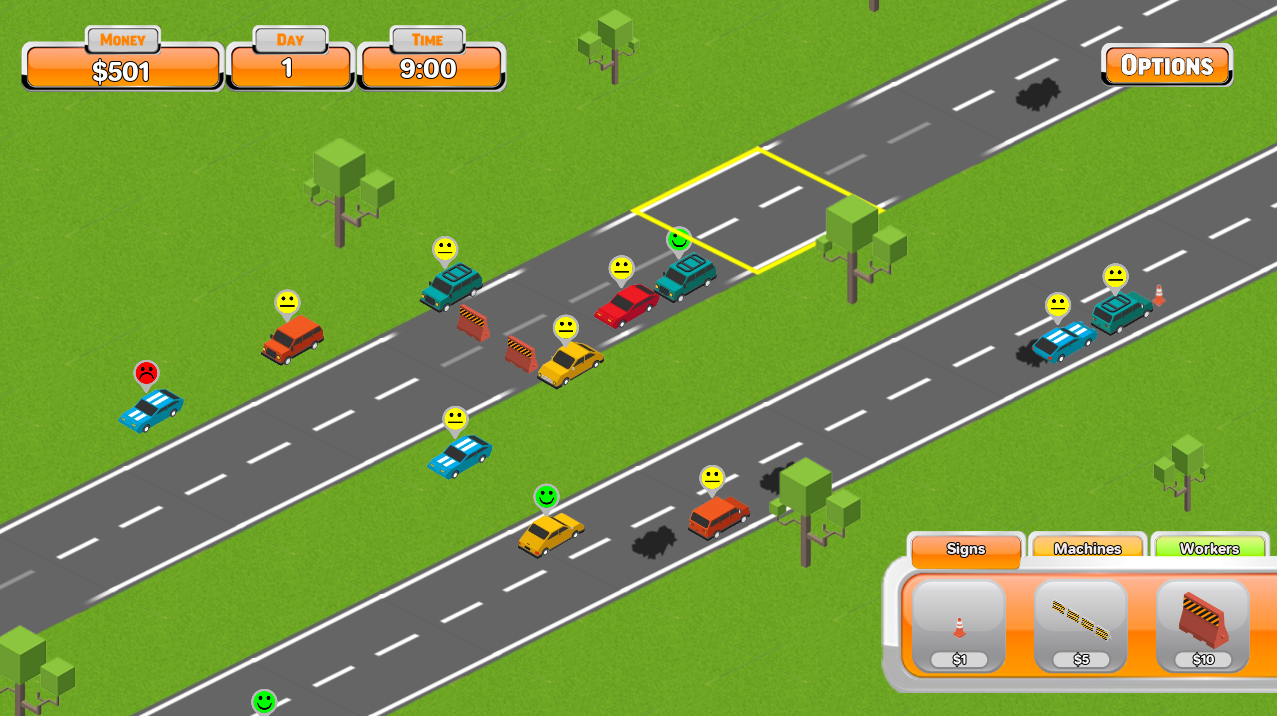 Money
$501
Day
1
Time
9:00
Options
Signs
Machines
Workers
$1
$5
$10